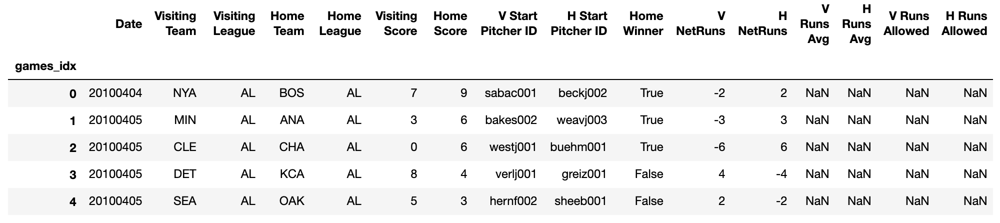 Date Visiting Team Visiting League Home Team Home League Visiting Score Home Score V Start Pitcher ID H Start Pitcher ID Home Winner V NetRuns H NetRuns V Runs Avg H Runs Avg V Runs Allowed H Runs Allowed
games_idx
0 20100404 NYA AL BOS AL 7 9 sabac001 beckj002 True -2 2 NaN NaN NaN NaN
1 20100405 MIN AL ANA AL 3 6 bakes002 weavj003 True -3 3 NaN NaN NaN NaN
2 20100405 CLE AL CHA AL 0 6 westj001 buehm001 True -6 6 NaN NaN NaN NaN
3 20100405 DET AL KCA AL 8 4 verlj001 greiz001 False 4 -4 NaN NaN NaN NaN
4 20100405 SEA AL OAK AL 5 3 hernf002 sheeb001 False 2 -2 NaN NaN NaN NaN